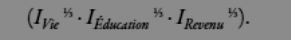 (I_Vie ⅓ · I_Éducation ⅓ · I_Revenu ⅓).